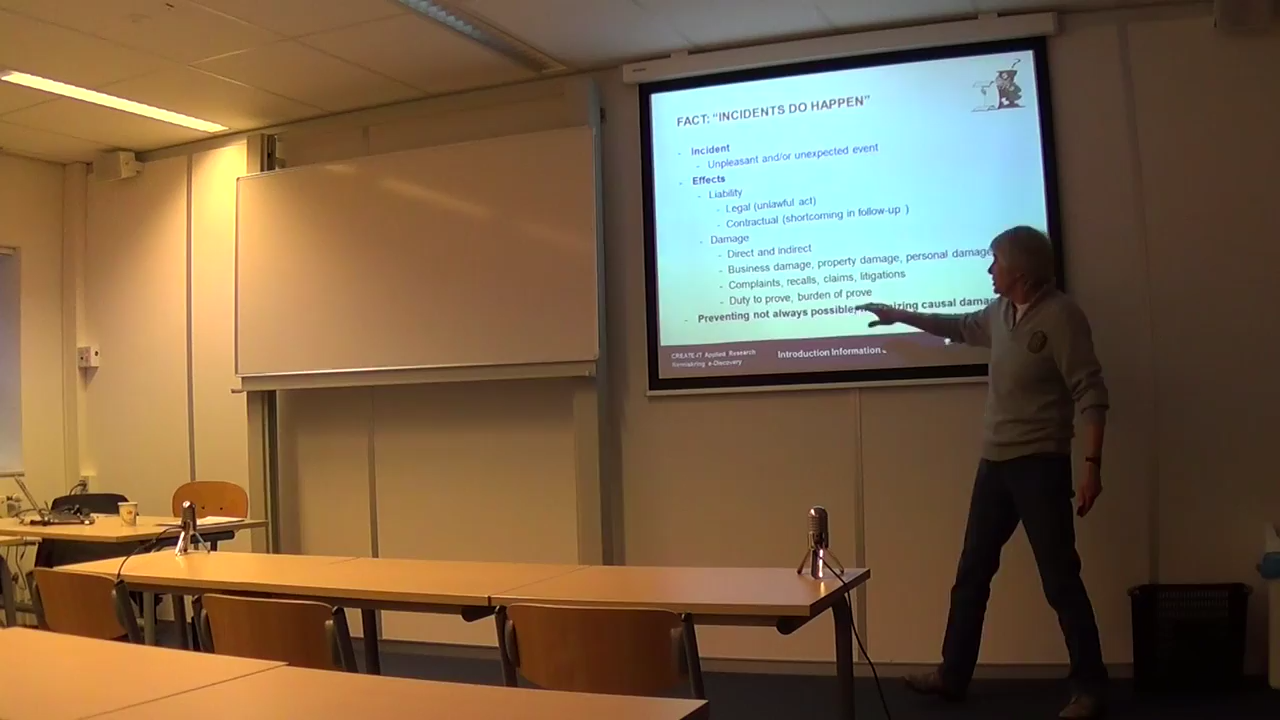 FACT: "INCIDENTS DO HAPPEN"
- Incident
- Unpleasant and/or unexpected event
- Effects
- Liability
- Legal (unlawful act)
- Contractual (shortcoming in follow-up )
- Damage
- Direct and indirect
- Business damage, property damage, personal damage
- Complaints, recalls, claims, litigations
- Duty to prove, burden of prove
- Preventing not always possible, causal
CREATE-IT Applied Research
e-Discovery
Introduction Information